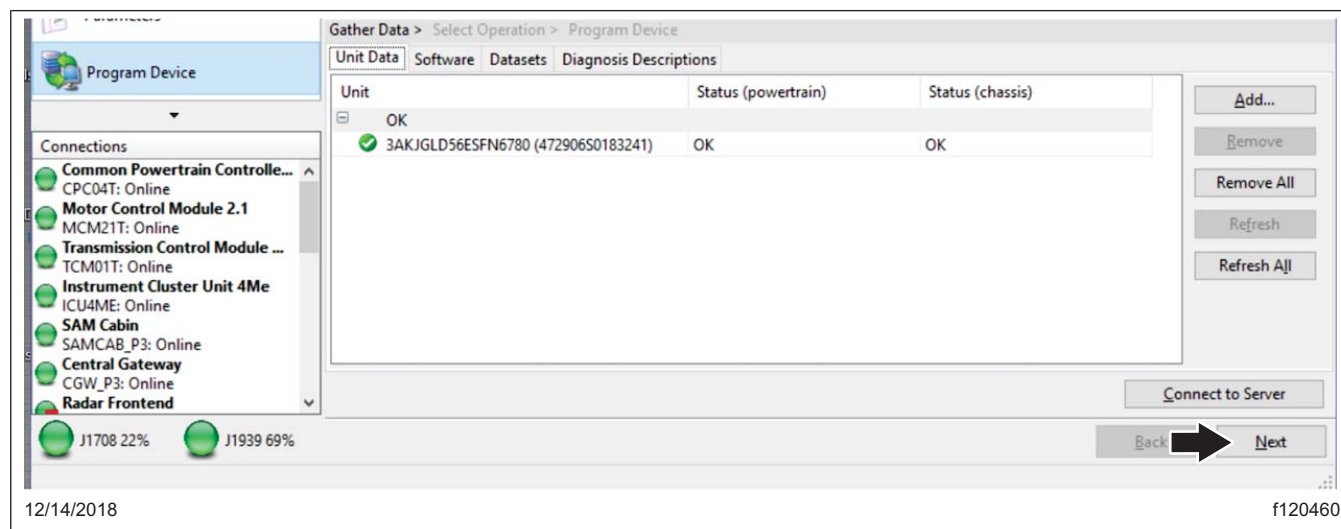 Parameters
Program Device
Connections
Common Powertrain Controlle...
CPC04T: Online
Motor Control Module 2.1
MCM21T: Online
Transmission Control Module ...
TCM01T: Online
Instrument Cluster Unit 4Me
ICU4ME: Online
SAM Cabin
SAMCAB_P3: Online
Central Gateway
CGW_P3: Online
Radar Frontend
J1708 22% J1939 69%
Gather Data > Select Operation > Program Device
Unit Data Software Datasets Diagnosis Descriptions
Unit Status (powertrain) Status (chassis)
OK
3AKJGLD56ESFN6780 (472906S0183241) OK OK
Add...
Remove
Remove All
Refresh
Refresh All
Connect to Server
Back Next
12/14/2018 f120460